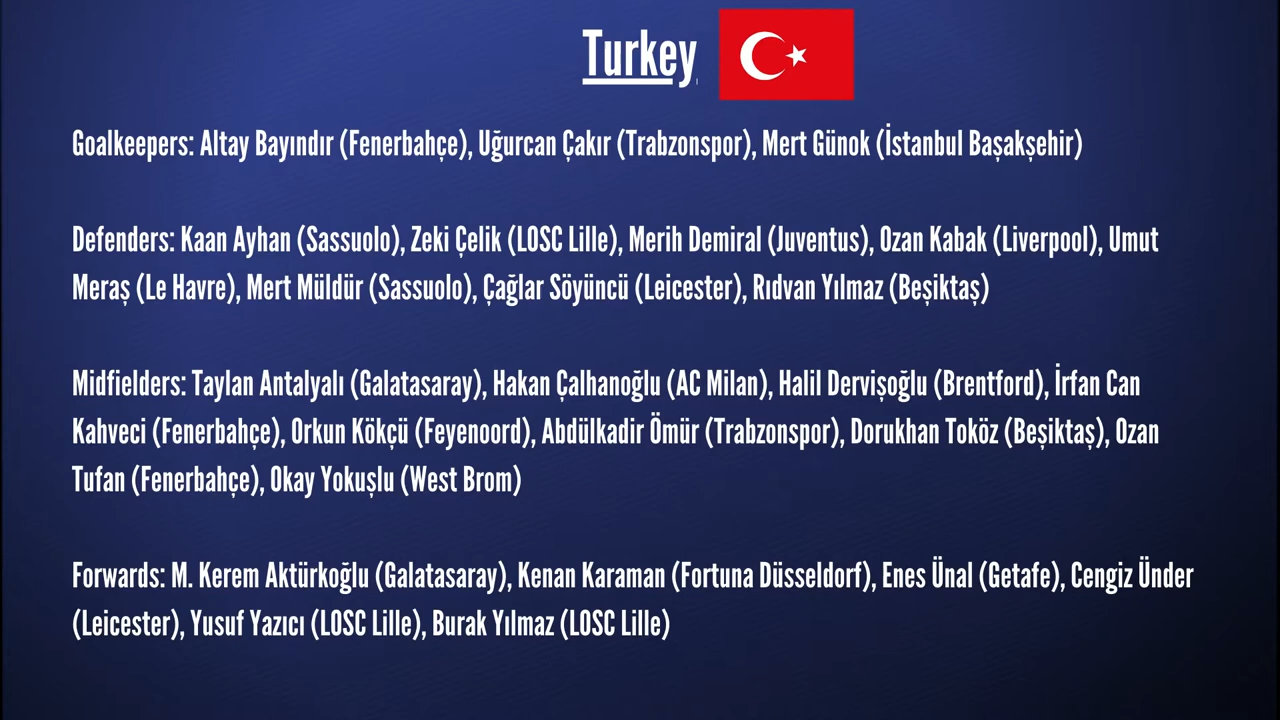 Turkey
Goalkeepers: Altay Bayındır (Fenerbahçe), Uğurcan Çakır (Trabzonspor), Mert Günok (İstanbul Başakşehir)
Defenders: Kaan Ayhan (Sassuolo), Zeki Çelik (LOSC Lille), Merih Demiral (Juventus), Ozan Kabak (Liverpool), Umut
Meraş (Le Havre), Mert Müldür (Sassuolo), Çağlar Söyüncü (Leicester), Rıdvan Yılmaz (Beşiktaş)
Midfielders: Taylan Antalyalı (Galatasaray), Hakan Çalhanoğlu (AC Milan), Halil Dervişoğlu (Brentford), İrfan Can
Kahveci (Fenerbahçe), Orkun Kökçü (Feyenoord), Abdülkadir Ömür (Trabzonspor), Dorukhan Toköz (Beşiktaş), Ozan
Tufan (Fenerbahçe), Okay Yokuşlu (West Brom)
Forwards: M. Kerem Aktürkoğlu (Galatasaray), Kenan Karaman (Fortuna Düsseldorf), Enes Ünal (Getafe), Cengiz Ünder
(Leicester), Yusuf Yazıcı (LOSC Lille), Burak Yılmaz (LOSC Lille)